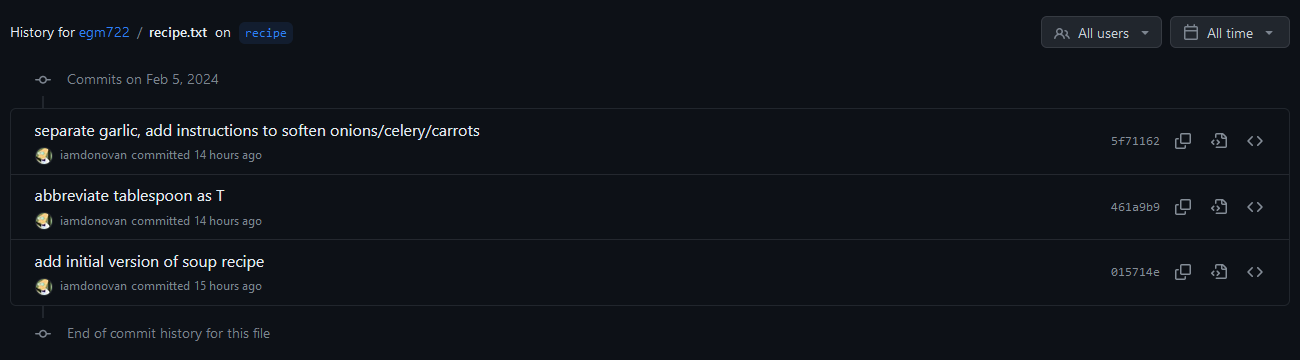 History for egm722 / recipe.txt on recipe
All users
All time
Commits on Feb 5, 2024
separate garlic, add instructions to soften onions/celery/carrots
iamdonovan committed 14 hours ago
5f71162
abbreviate tablespoon as T
iamdonovan committed 14 hours ago
461a9b9
add initial version of soup recipe
iamdonovan committed 15 hours ago
015714e
End of commit history for this file